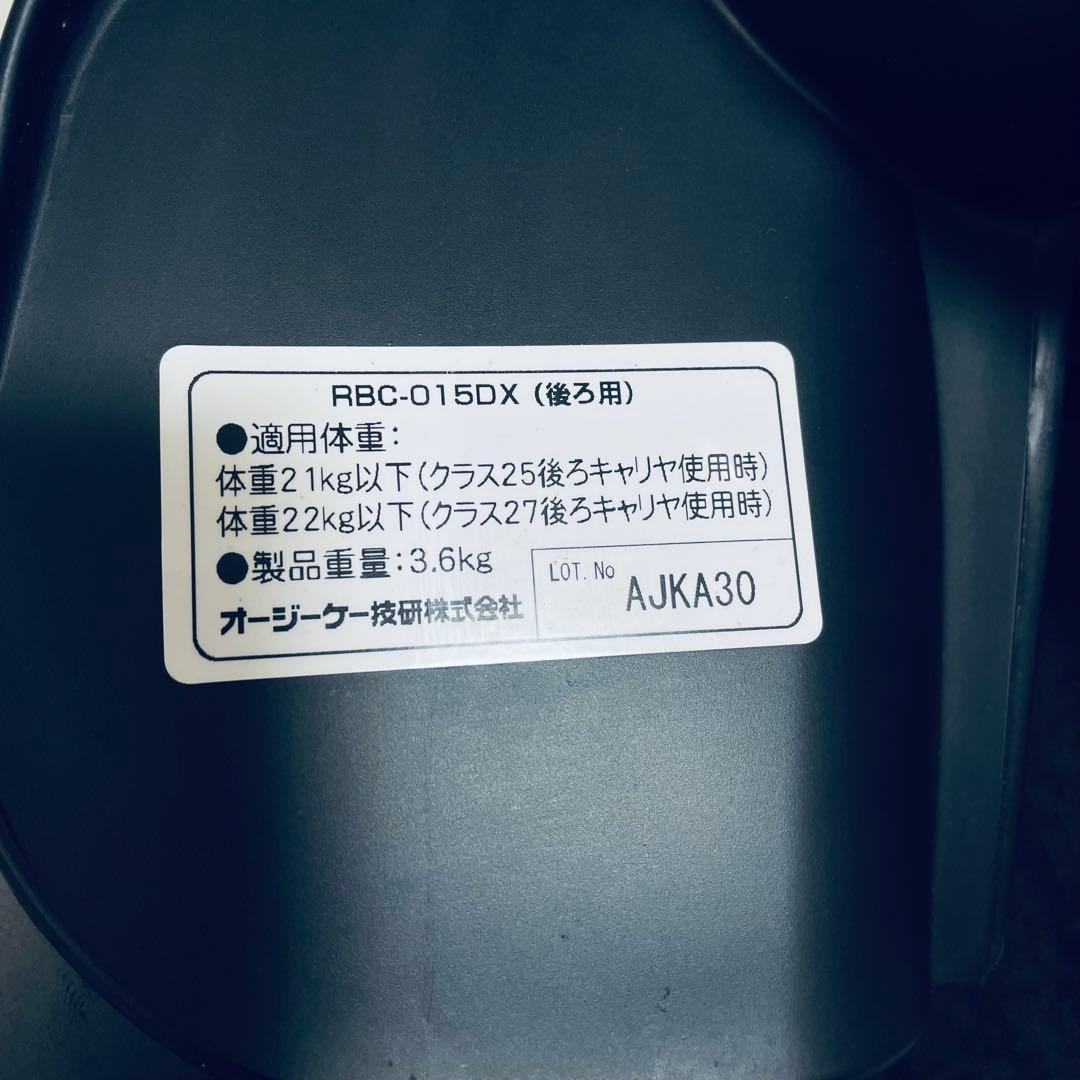 RBC-015DX（後ろ用）
●適用体重：
体重21kg以下（クラス25後ろキャリヤ使用時）
体重22kg以下（クラス27後ろキャリヤ使用時）
●製品重量：3.6kg
オージーケー技研株式会社
LOT. No AJKA30